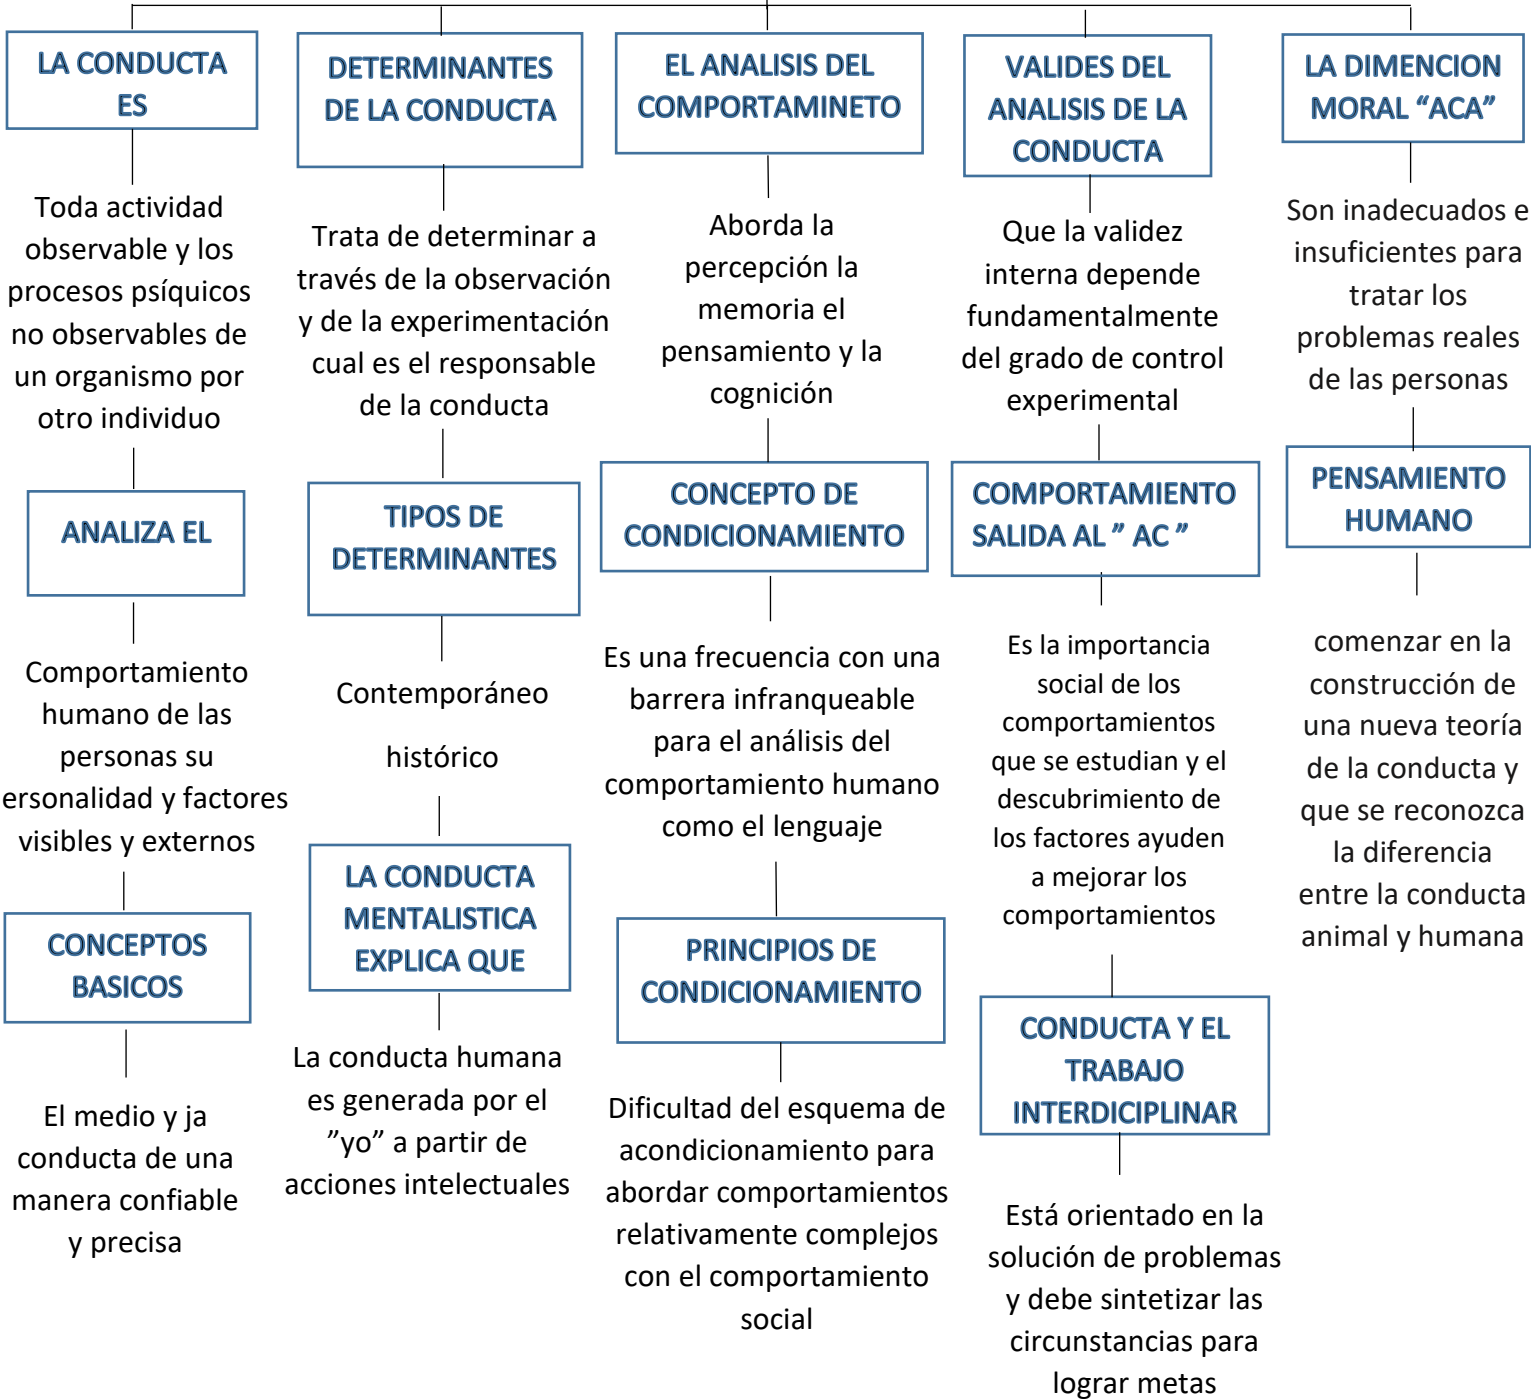 LA CONDUCTA
ES
Toda actividad
observable y los
procesos psíquicos
no observables de
un organismo por
otro individuo
ANALIZA EL
Comportamiento
humano de las
personas su
ersonalidad y factores
visibles y externos
CONCEPTOS
BASICOS
El medio y ja
conducta de una
manera confiable
y precisa
DETERMINANTES
DE LA CONDUCTA
Trata de determinar a
través de la observación
y de la experimentación
cual es el responsable
de la conducta
TIPOS DE
DETERMINANTES
Contemporáneo
histórico
LA CONDUCTA
MENTALISTICA
EXPLICA QUE
La conducta humana
es generada por el
”yo” a partir de
acciones intelectuales
EL ANALISIS DEL
COMPORTAMINETO
Aborda la
percepción la
memoria el
pensamiento y la
cognición
CONCEPTO DE
CONDICIONAMIENTO
Es una frecuencia con una
barrera infranqueable
para el análisis del
comportamiento humano
como el lenguaje
PRINCIPIOS DE
CONDICIONAMIENTO
Dificultad del esquema de
acondicionamiento para
abordar comportamientos
relativamente complejos
con el comportamiento
social
VALIDES DEL
ANALISIS DE LA
CONDUCTA
Que la validez
interna depende
fundamentalmente
del grado de control
experimental
COMPORTAMIENTO
SALIDA AL ” AC ”
Es la importancia
social de los
comportamientos
que se estudian y el
descubrimiento de
los factores ayuden
a mejorar los
comportamientos
CONDUCTA Y EL
TRABAJO
INTERDICIPLINAR
Está orientado en la
solución de problemas
y debe sintetizar las
circunstancias para
lograr metas
LA DIMENCION
MORAL “ACA”
Son inadecuados e
insuficientes para
tratar los
problemas reales
de las personas
PENSAMIENTO
HUMANO
comenzar en la
construcción de
una nueva teoría
de la conducta y
que se reconozca
la diferencia
entre la conducta
animal y humana